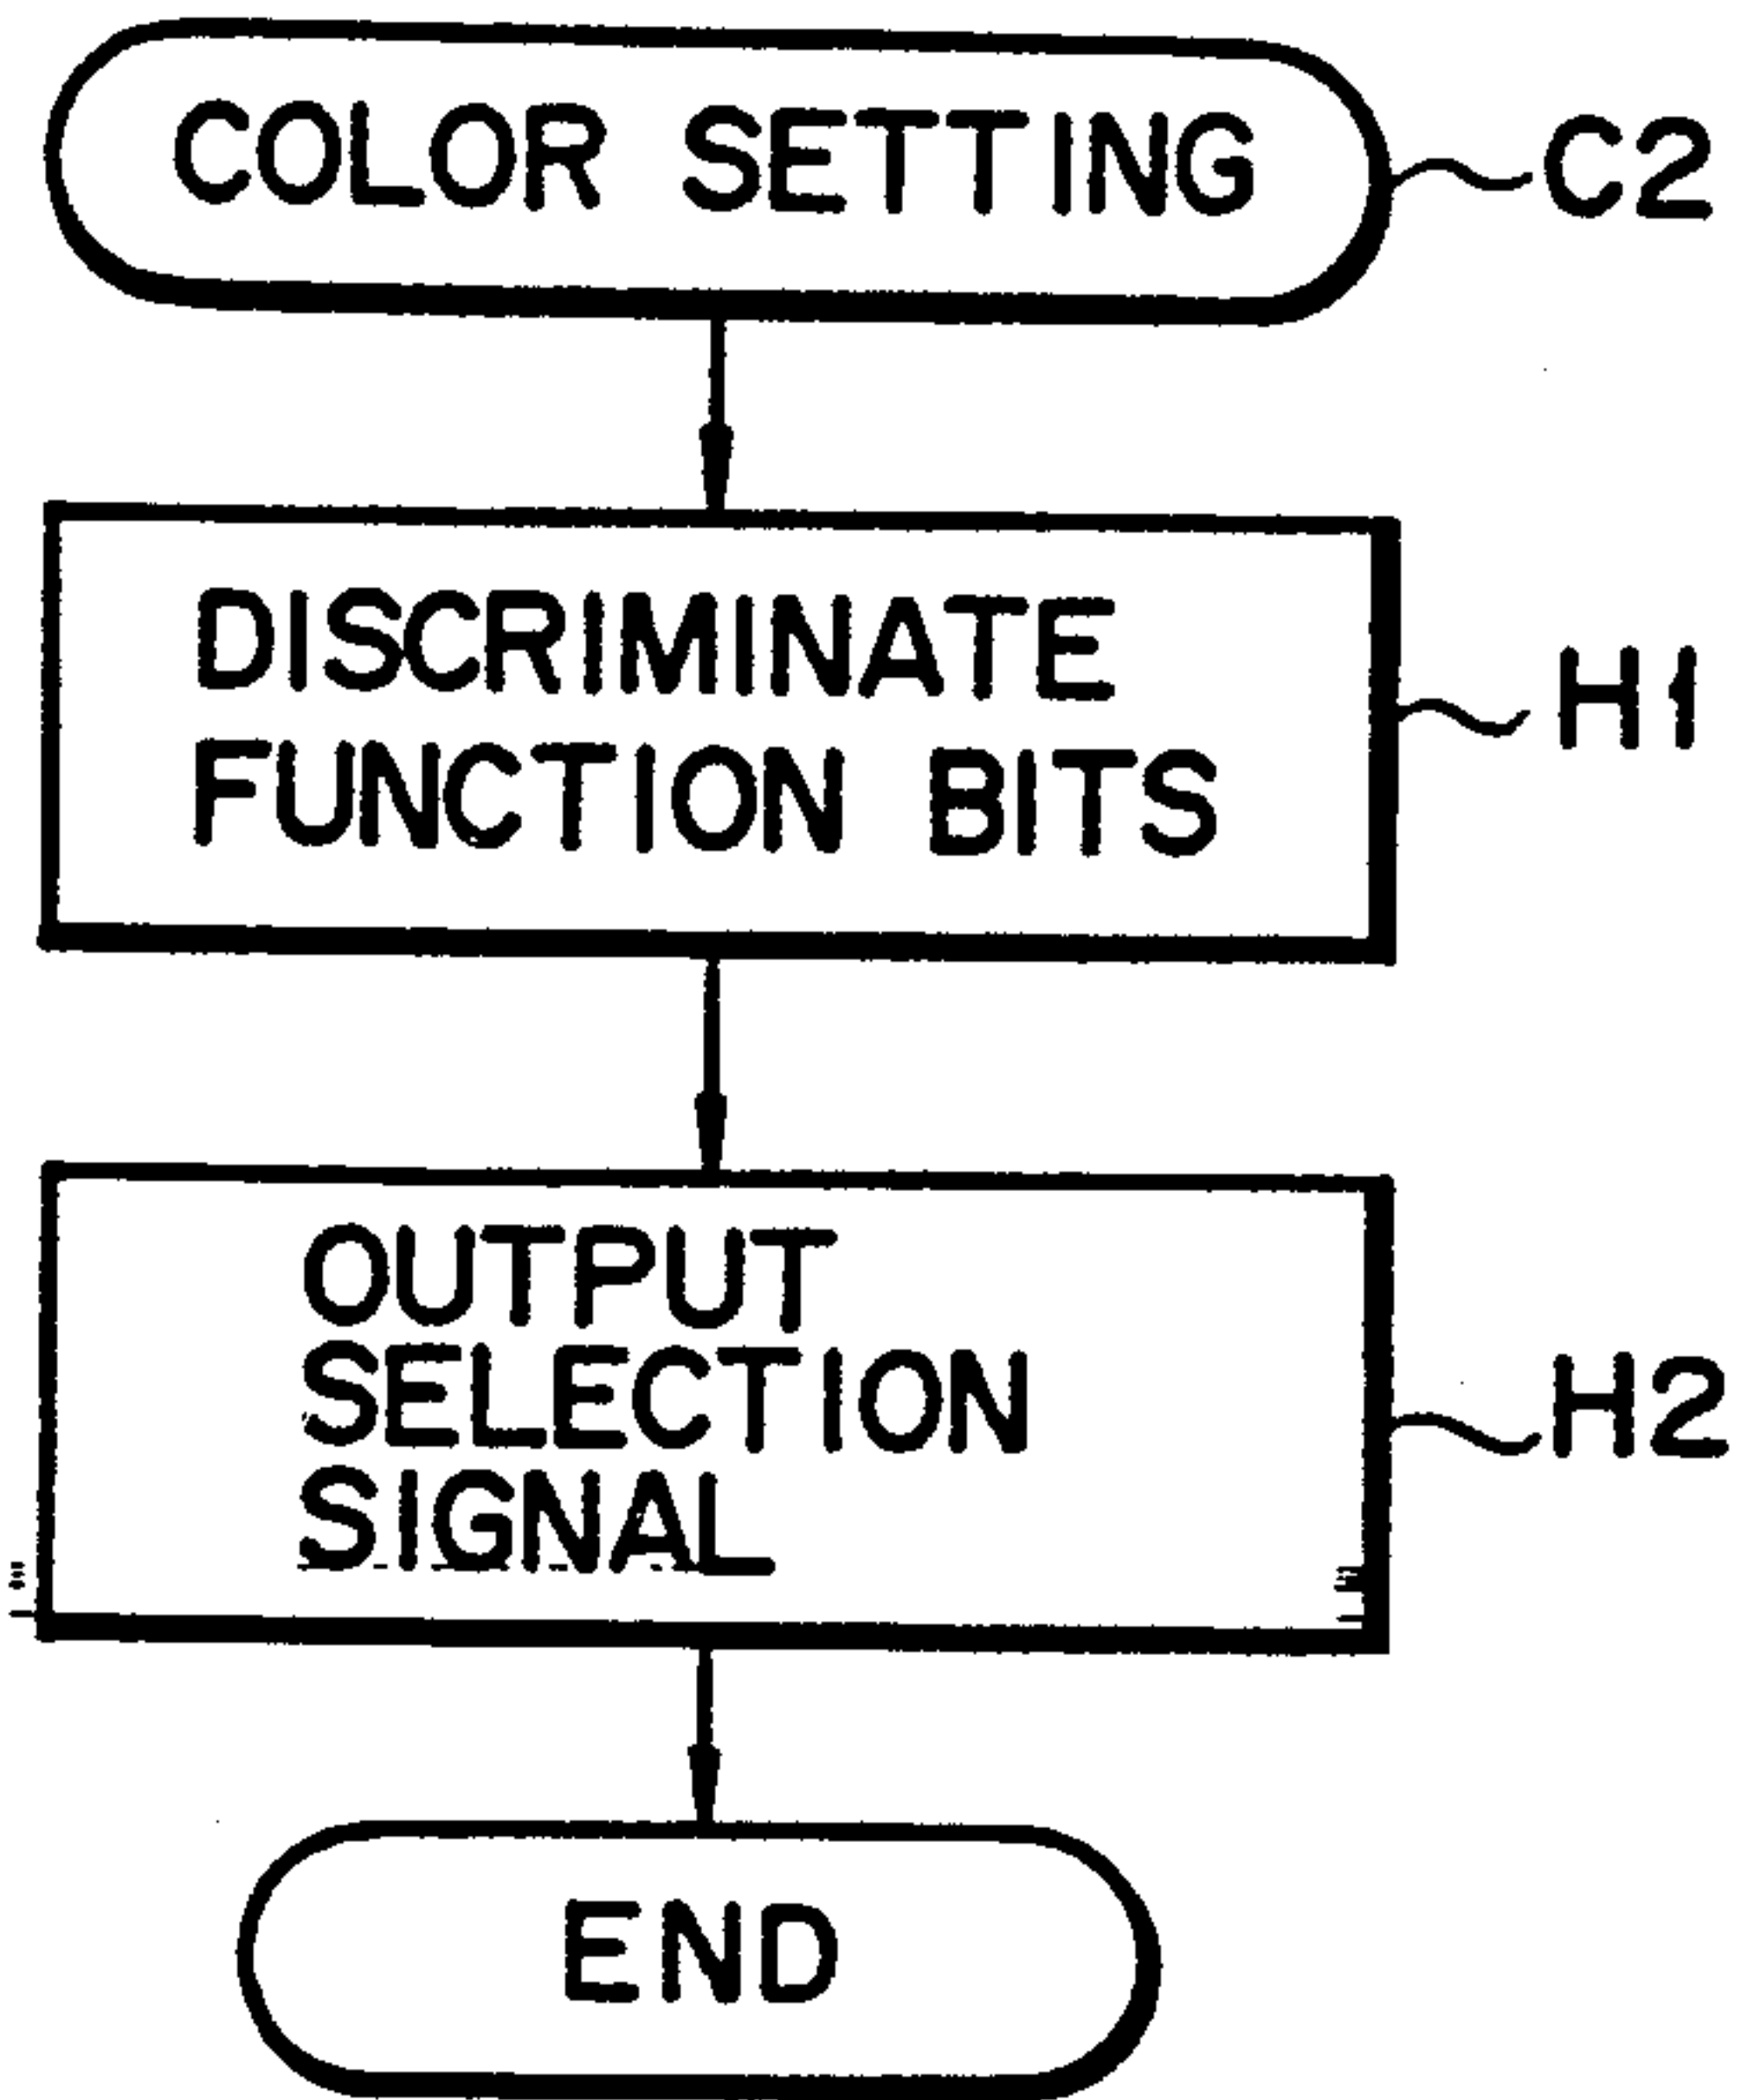 COLOR SETTING C2
DISCRIMINATE
FUNCTION BITS
H1
OUTPUT
SELECTION
SIGNAL
H2
END